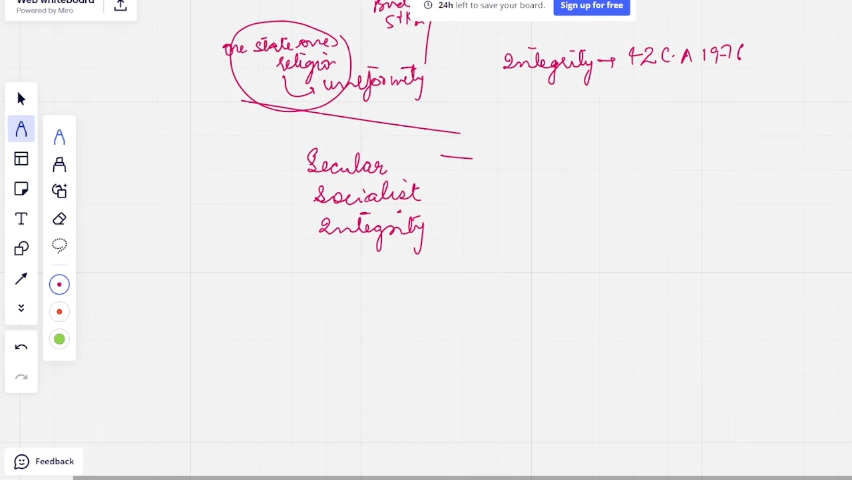 Web whiteboard
Powered by Miro
24h left to save your board.
Sign up for free
one state one
religion
uniformity
Integrity → 42 C.A 1976
Secular
Socialist
Integrity
T
Feedback